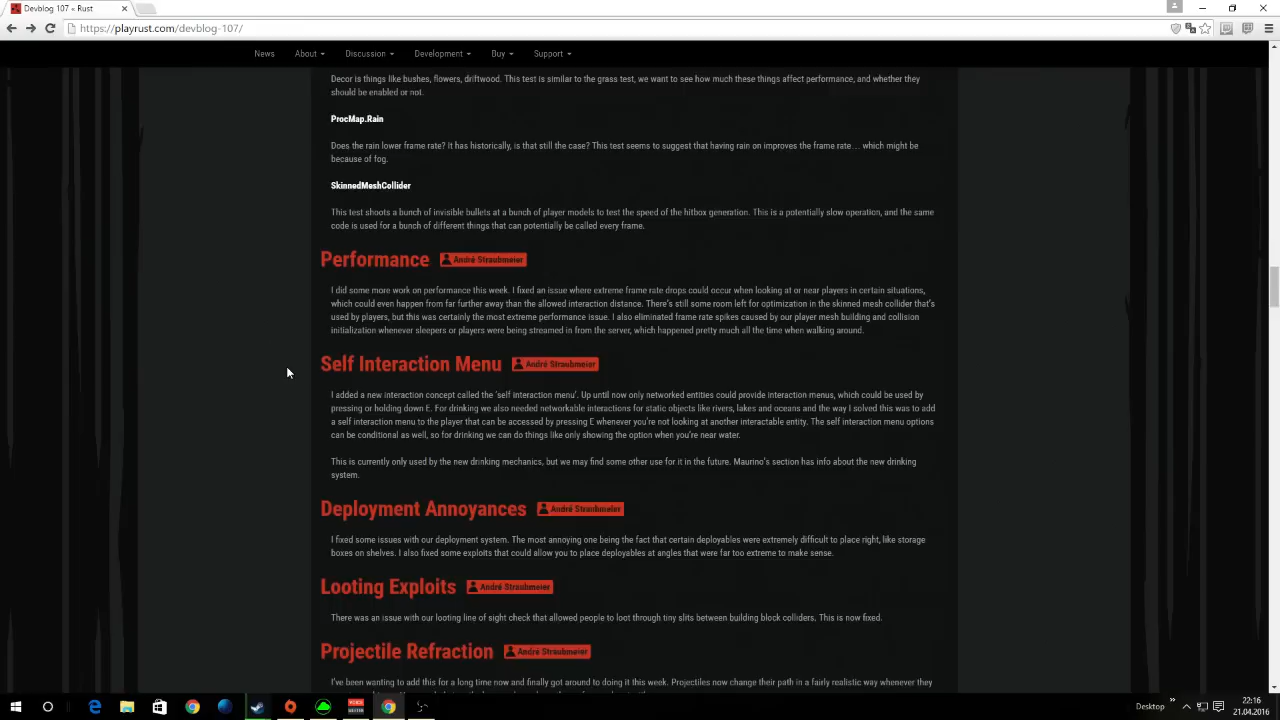 Devblog 107 - Rust
playrust.com/devblog-107/
News About Discussion Development Buy Support
Decor is things like bushes, flowers, driftwood. This test is similar to the grass test, we want to see how much these things affect performance, and whether they
should be enabled or not.
ProcMap.Rain
Does the rain lower frame rate? It has historically, is that still the case? This test seems to suggest that having rain on improves the frame rate ... which might be
because of fog.
SkinnedMeshCollider
This test shoots a bunch of invisible bullets at a bunch of player models to test the speed of the hitbox generation. This is a potentially slow operation, and the same
code is used for a bunch of different things that can potentially be called every frame.
Performance André Straubmeier
I did some more work on performance this week. I fixed an issue where extreme frame rate drops could occur when looking at or near players in certain situations,
which could even happen from far further away than the allowed interaction distance. There's still some room left for optimization in the skinned mesh collider that's
used by players, but this was certainly the most extreme performance issue. I also eliminated frame rate spikes caused by our player mesh building and collision
initialization whenever sleepers or players were being streamed in from the server, which happened pretty much all the time when walking around.
Self Interaction Menu André Straubmeier
I added a new interaction concept called the 'self interaction menu'. Up until now only networked entities could provide interaction menus, which could be used by
pressing or holding down E. For drinking we also needed networkable interactions for static objects like rivers, lakes and oceans and the way I solved this was to add
a self interaction menu to the player that can be accessed by pressing E whenever you're not looking at another interactable entity. The self interaction menu options
can be conditional as well, so for drinking we can do things like only showing the option when you're near water.
This is currently only used by the new drinking mechanics, but we may find some other use for it in the future. Maurino's section has info about the new drinking
system.
Deployment Annoyances André Straubmeier
I fixed some issues with our deployment system. The most annoying one being the fact that certain deployables were extremely difficult to place right, like storage
boxes on shelves. I also fixed some exploits that could allow you to place deployables at angles that were far too extreme to make sense.
Looting Exploits André Straubmeier
There was an issue with our looting line of sight check that allowed people to loot through tiny slits between building block colliders. This is now fixed.
Projectile Refraction André Straubmeier
I've been wanting to add this for a long time now and finally got around to doing it this week. Projectiles now change their path in a fairly realistic way whenever they
Desktop
22:16
21.04.2016